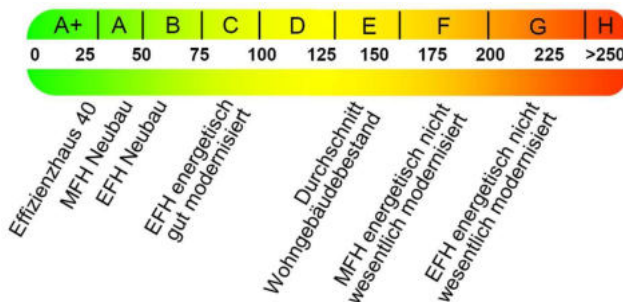 A+ A B C D E F G H
0 25 50 75 100 125 150 175 200 225 >250
Effizienzhaus 40
MFH Neubau
EFH Neubau
EFH energetisch
gut modernisiert
Durchschnitt
Wohngebäudebestand
MFH energetisch nicht
wesentlich modernisiert
EFH energetisch nicht
wesentlich modernisiert